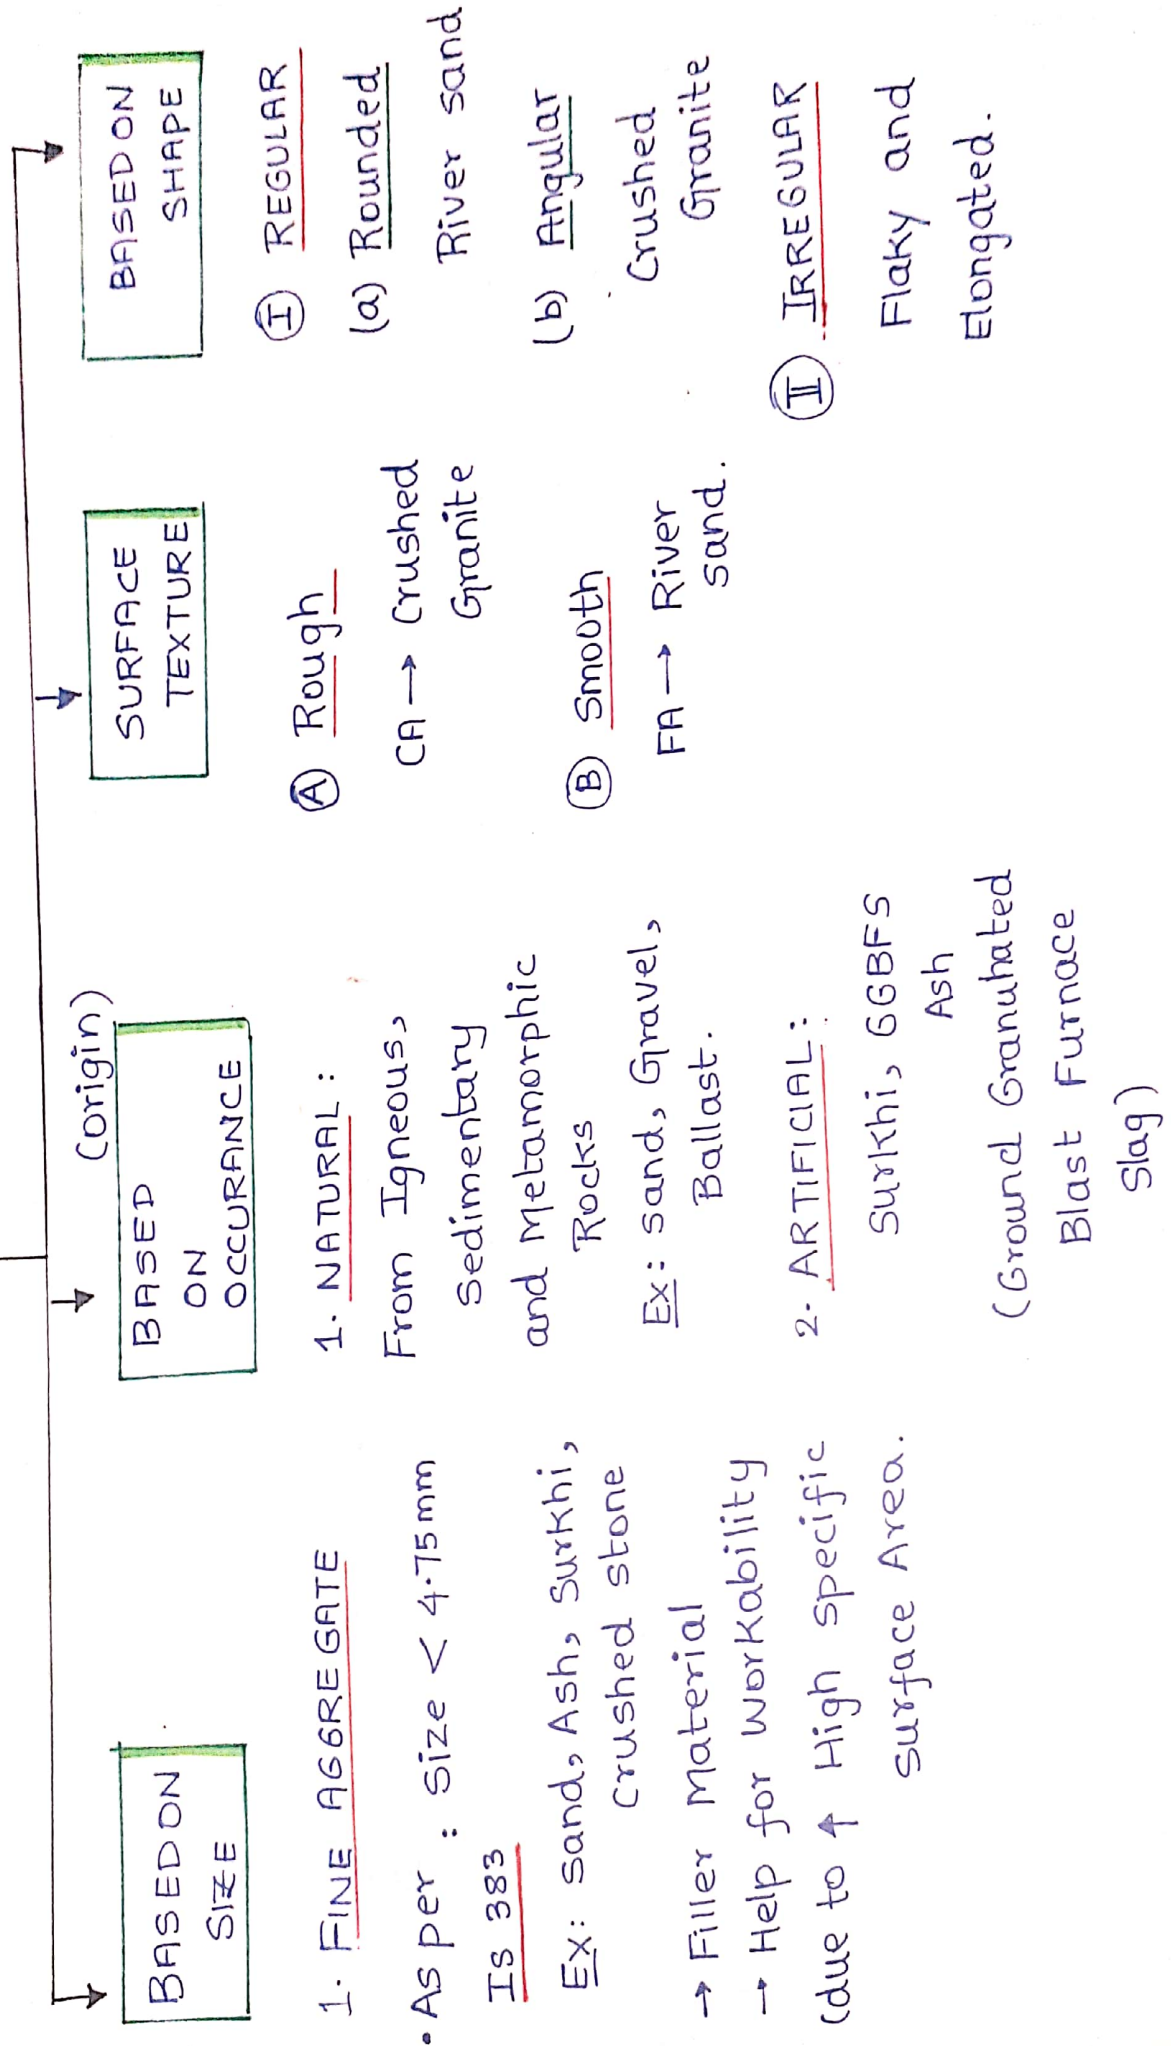 BASED ON
SIZE
1. FINE AGGREGATE
• As per : Size < 4.75mm
Is 383
Ex: Sand, Ash, Surkhi,
Crushed stone
→ Filler Material
→ Help for workability
(due to ↑ High specific
Surface Area.
(origin)
BASED
ON
OCCURANCE
1. NATURAL :
From Igneous,
Sedimentary
and Metamorphic
Rocks
Ex: Sand, Gravel,
Ballast.
2. ARTIFICIAL :
Surkhi, GGBFS
Ash
(Ground Granuhated
Blast Furnace
Slag)
SURFACE
TEXTURE
(A) Rough
CA → Crushed
Granite
(B) Smooth
FA → River
sand.
BASED ON
SHAPE
(I) REGULAR
(a) Rounded
River sand
(b) Angular
Crushed
Granite
(II) IRREGULAR
Flaky and
Elongated.